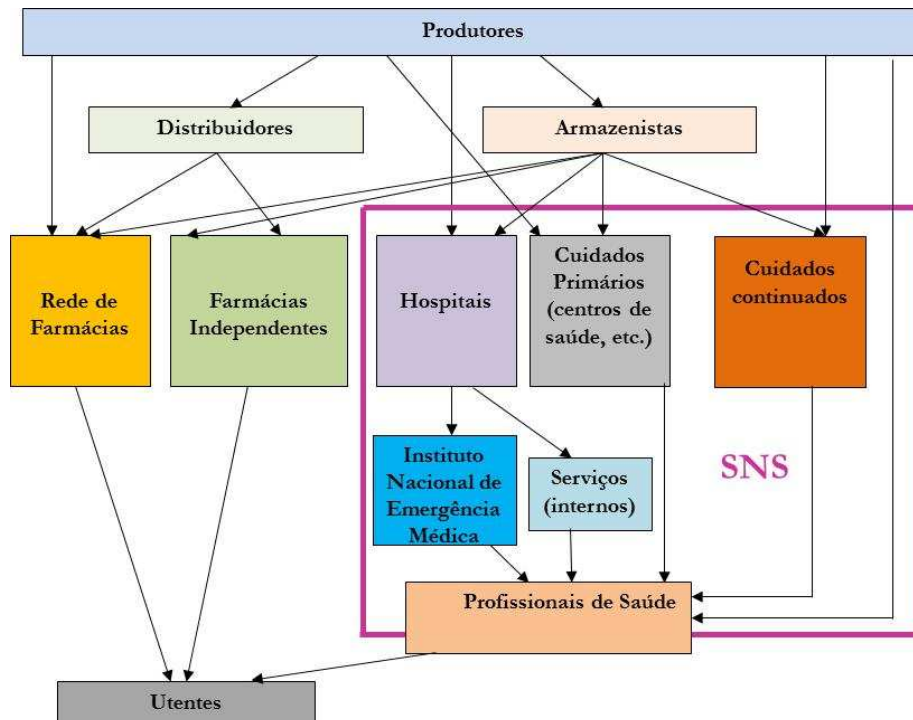 Produtores
Distribuidores
Armazenistas
Rede de
Farmácias
Farmácias
Independentes
Hospitais
Cuidados
Primários
(centros de
saúde, etc.)
Cuidados
continuados
Instituto
Nacional de
Emergência
Médica
Serviços
(internos)
SNS
Profissionais de Saúde
Utentes